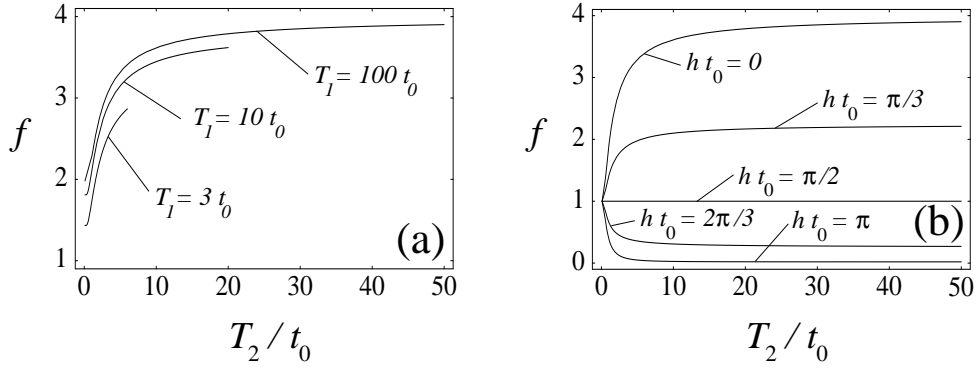 4
3
2
1
f
T₁ = 100 t₀
T₁ = 10 t₀
T₁ = 3 t₀
(a)
0 10 20 30 40 50
T₂ / t₀
4
3
2
1
0
f
h t₀ = 0
h t₀ = π/3
h t₀ = π/2
h t₀ = 2π/3
h t₀ = π
(b)
0 10 20 30 40 50
T₂ / t₀